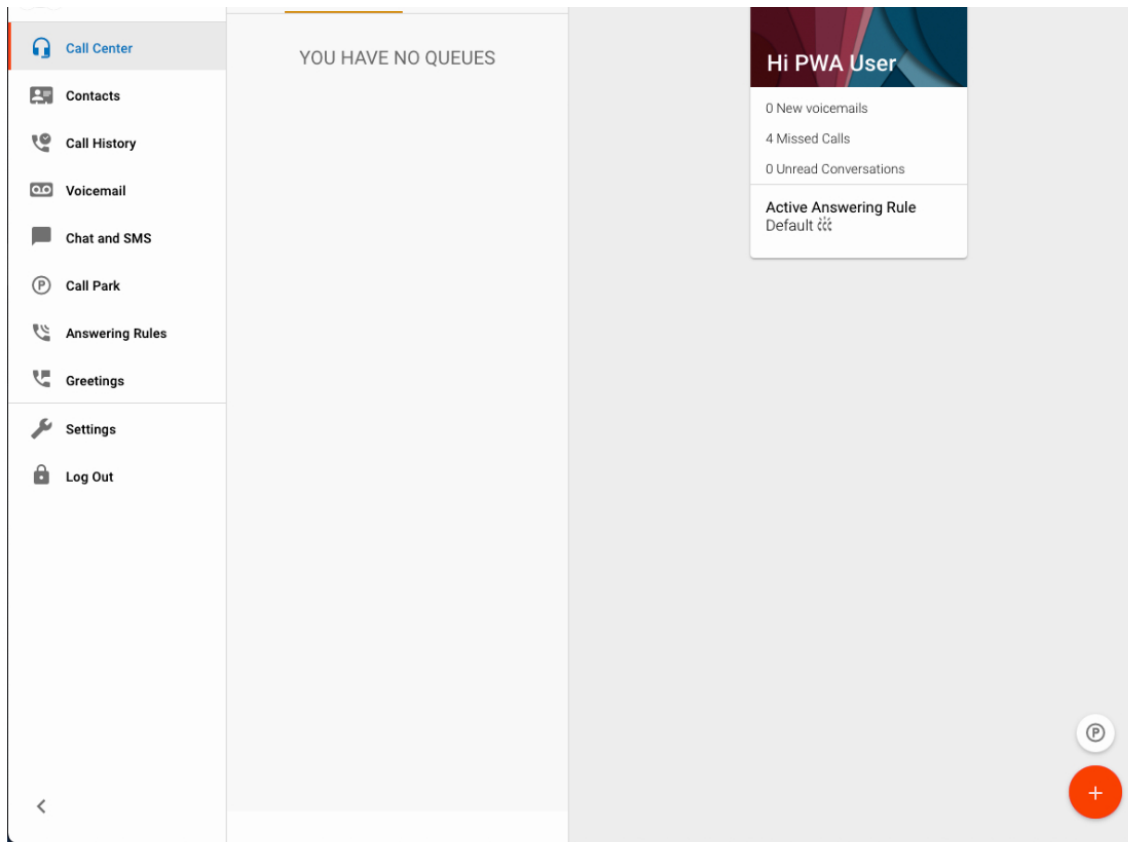 Call Center
Contacts
Call History
Voicemail
Chat and SMS
P
Call Park
Answering Rules
Greetings
Settings
Log Out
YOU HAVE NO QUEUES
Hi PWA User
0 New voicemails
4 Missed Calls
0 Unread Conversations
Active Answering Rule
Default
P
+